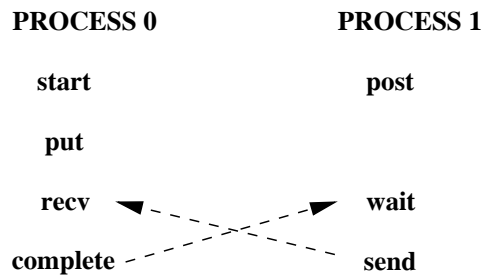 PROCESS 0 PROCESS 1
start post
put
recv wait
complete send